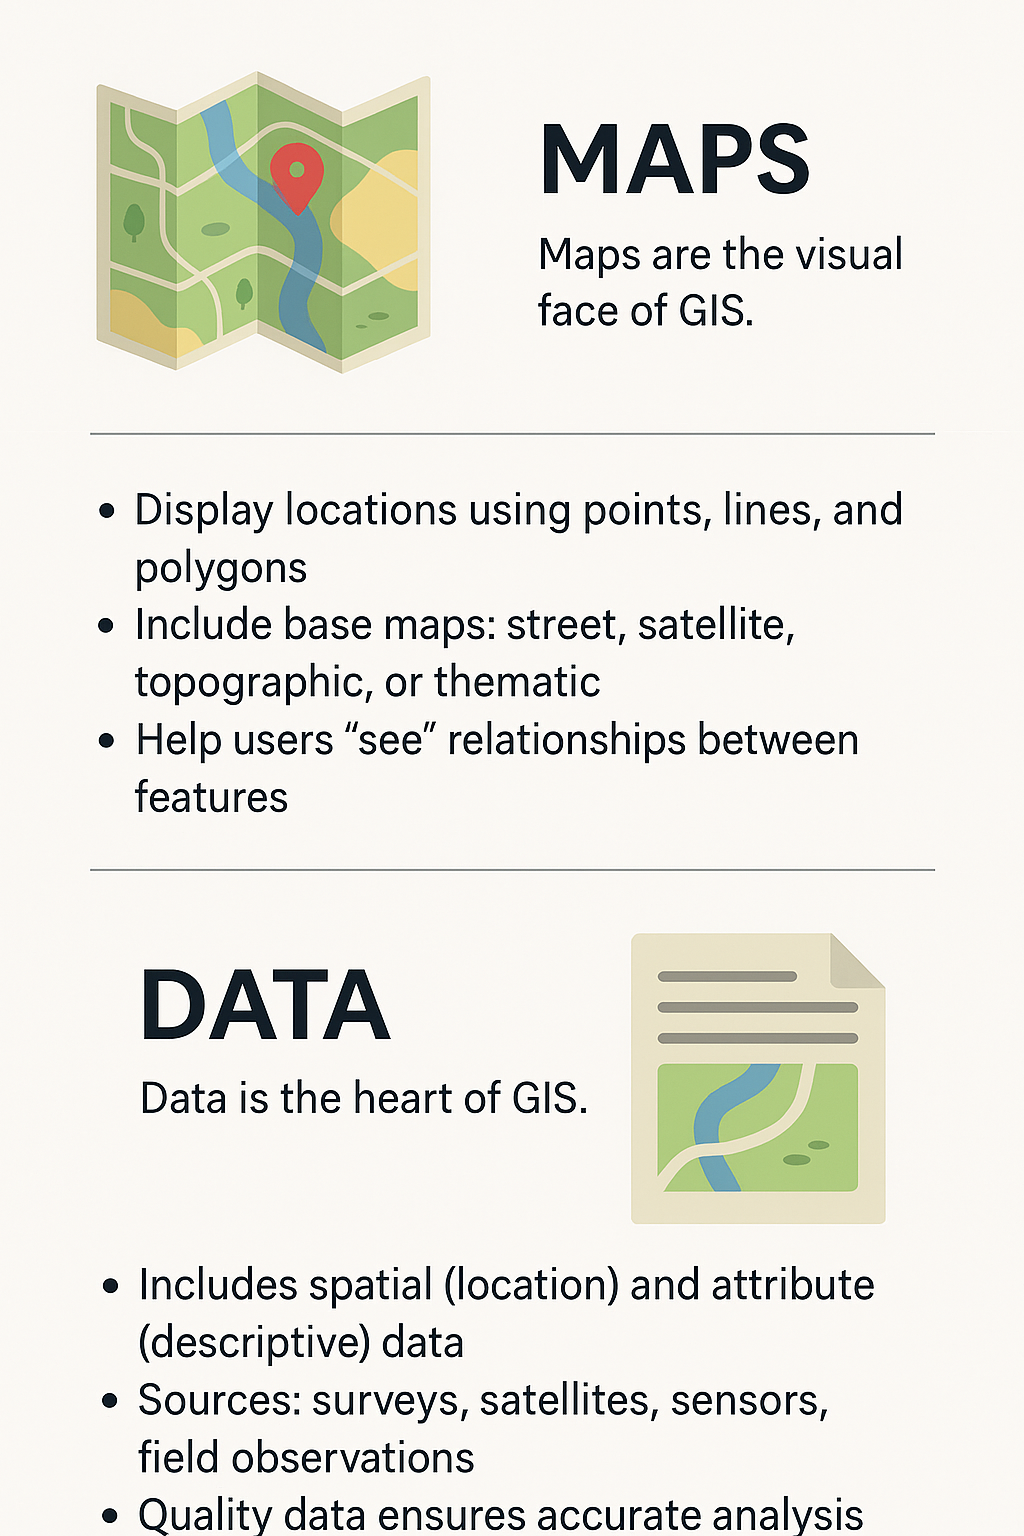 MAPS
Maps are the visual
face of GIS.
• Display locations using points, lines, and
polygons
• Include base maps: street, satellite,
topographic, or thematic
• Help users “see” relationships between
features
DATA
Data is the heart of GIS.
• Includes spatial (location) and attribute
(descriptive) data
• Sources: surveys, satellites, sensors,
field observations
• Quality data ensures accurate analysis